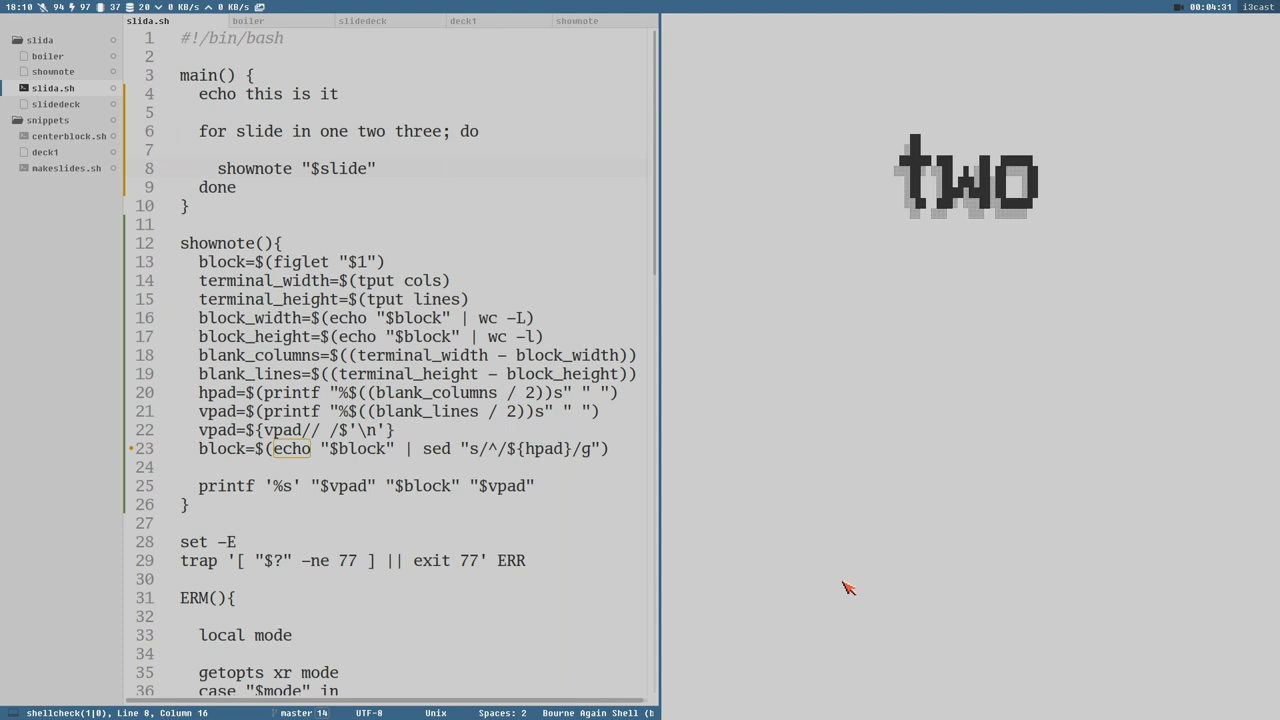 18:10 94 97 37 20 0 KB/s 0 KB/s 00:04:31 i3cast
slida.sh boiler slidedeck deck1 shownote
slida
boiler
shownote
slida.sh
slidedeck
snippets
centerblock.sh
deck1
makeslides.sh
1 #!/bin/bash
2
3 main() {
4 echo this is it
5
6 for slide in one two three; do
7
8 shownote "$slide"
9 done
10 }
11
12 shownote(){
13 block=$(figlet "$1")
14 terminal_width=$(tput cols)
15 terminal_height=$(tput lines)
16 block_width=$(echo "$block" | wc -L)
17 block_height=$(echo "$block" | wc -l)
18 blank_columns=$((terminal_width - block_width))
19 blank_lines=$((terminal_height - block_height))
20 hpad=$(printf "%$((blank_columns / 2))s" " ")
21 vpad=$(printf "%$((blank_lines / 2))s" " ")
22 vpad=${vpad// /$'\n'}
23 block=$(echo "$block" | sed "s/^/${hpad}/g")
24
25 printf '%s' "$vpad" "$block" "$vpad"
26 }
27
28 set -E
29 trap '[ "$?" -ne 77 ] || exit 77' ERR
30
31 ERM(){
32
33 local mode
34
35 getopts xr mode
36 case "$mode" in
two
shellcheck(1|0), Line 8, Column 16 master 14 UTF-8 Unix Spaces: 2 Bourne Again Shell (b